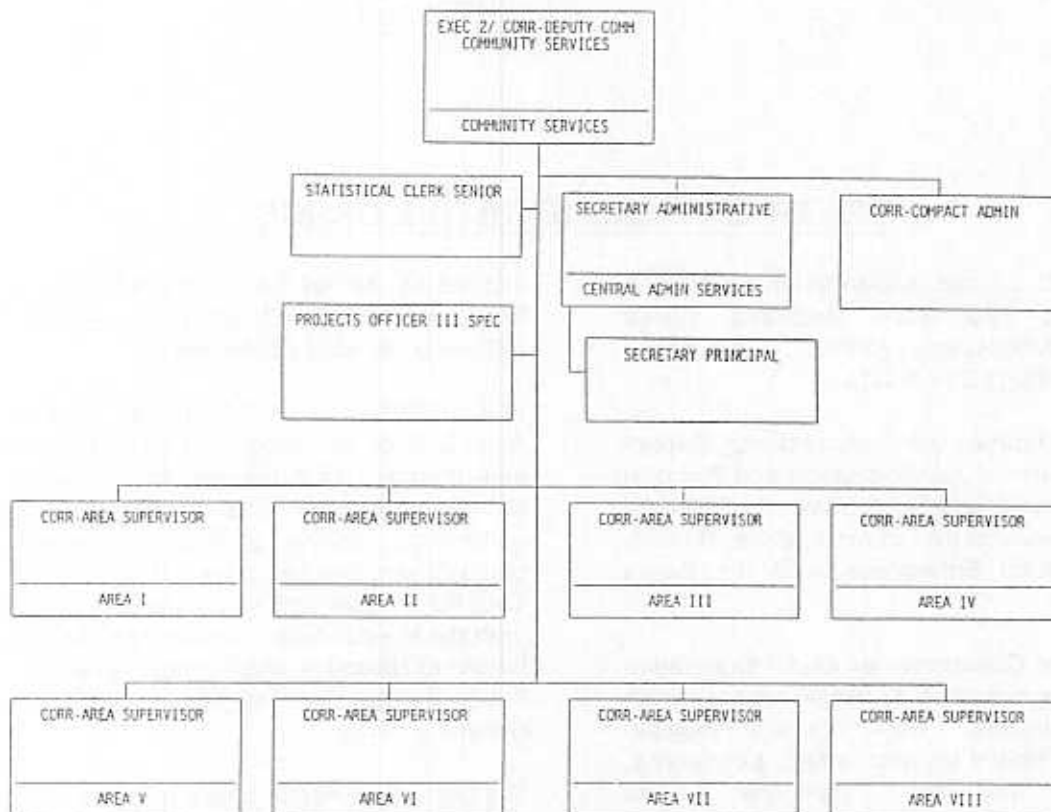 EXEC 2/ CORR-DEPUTY COMM
COMMUNITY SERVICES
COMMUNITY SERVICES
STATISTICAL CLERK SENIOR
SECRETARY ADMINISTRATIVE
CENTRAL ADMIN SERVICES
CORR-COMPACT ADMIN
PROJECTS OFFICER III SPEC
SECRETARY PRINCIPAL
CORR-AREA SUPERVISOR
AREA I
CORR-AREA SUPERVISOR
AREA II
CORR-AREA SUPERVISOR
AREA III
CORR-AREA SUPERVISOR
AREA IV
CORR-AREA SUPERVISOR
AREA V
CORR-AREA SUPERVISOR
AREA VI
CORR-AREA SUPERVISOR
AREA VII
CORR-AREA SUPERVISOR
AREA VIII